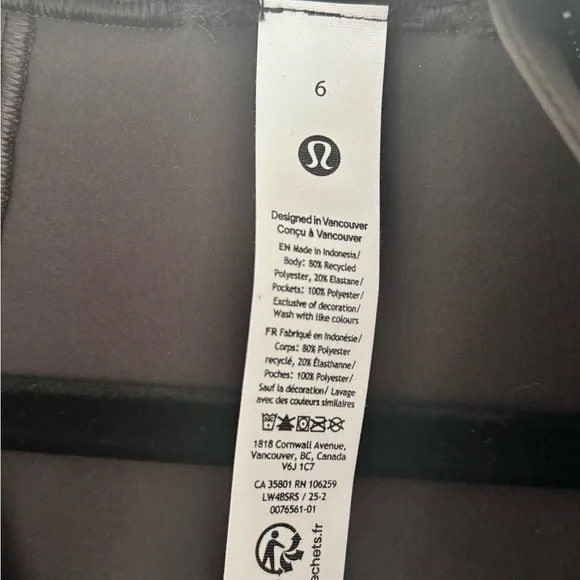 6
Designed in Vancouver
Conçu à Vancouver
EN Made in Indonesia/
Body: 80% Recycled
Polyester, 20% Elastane/
Pockets: 100% Polyester/
Exclusive of decoration/
Wash with like colours
FR Fabriqué en Indonésie/
Corps: 80% Polyester
recyclé, 20% Élasthanne/
Poches: 100% Polyester/
Sauf la décoration/ Lavage
avec des couleurs similaires
1818 Cornwall Avenue,
Vancouver, BC, Canada
V6J 1C7
CA 35801 RN 106259
LW4BSRS / 25-2
0076561-01
echets.fr